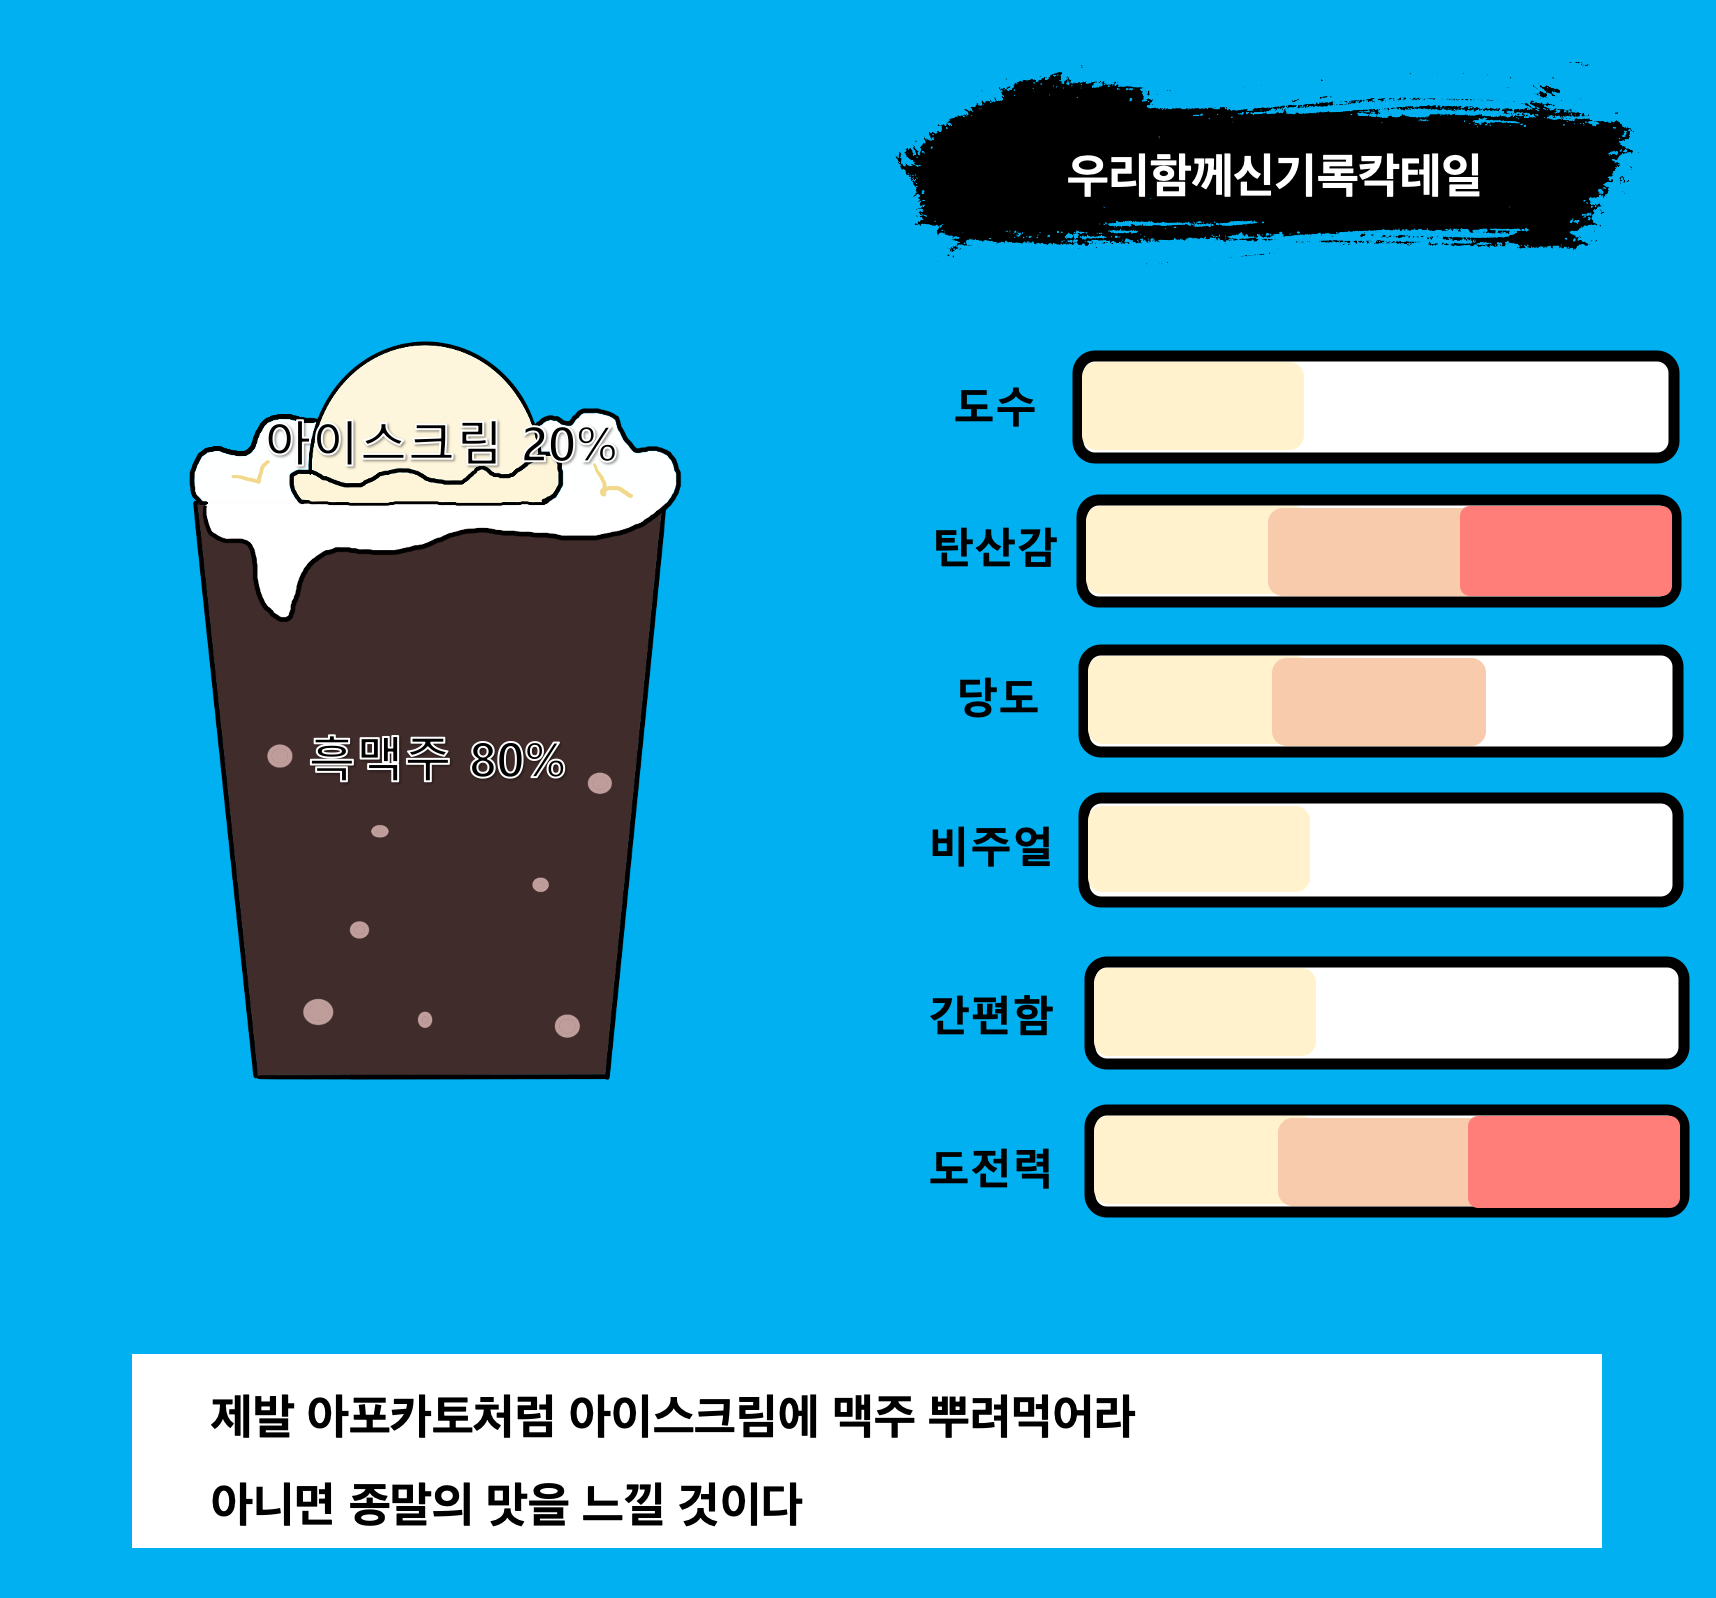 우리함께신기록칵테일
아이스크림 20%
흑맥주 80%
도수
탄산감
당도
비주얼
간편함
도전력
제발 아포카토처럼 아이스크림에 맥주 뿌려먹어라
아니면 종말의 맛을 느낄 것이다